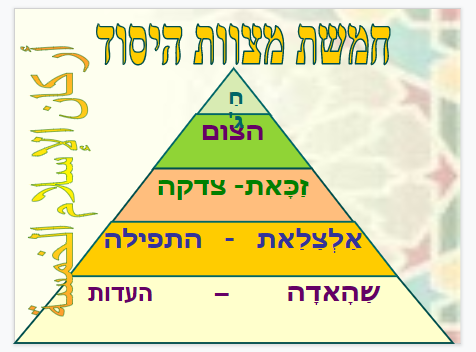 חמשת מצוות היסוד
أركان الإسلام الخمسة
חַג'
הצום
זַכָּאת- צדקה
אַלְצַלַאת - התפילה
שַהָאדָה – העדות